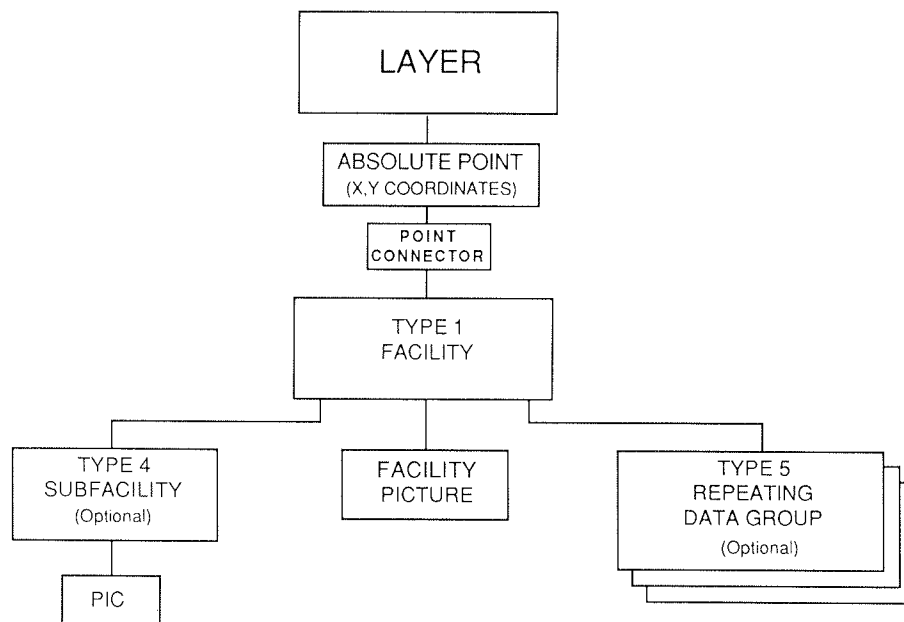 LAYER
ABSOLUTE POINT
(X,Y COORDINATES)
POINT
CONNECTOR
TYPE 1
FACILITY
TYPE 4
SUBFACILITY
(Optional)
FACILITY
PICTURE
TYPE 5
REPEATING
DATA GROUP
(Optional)
PIC